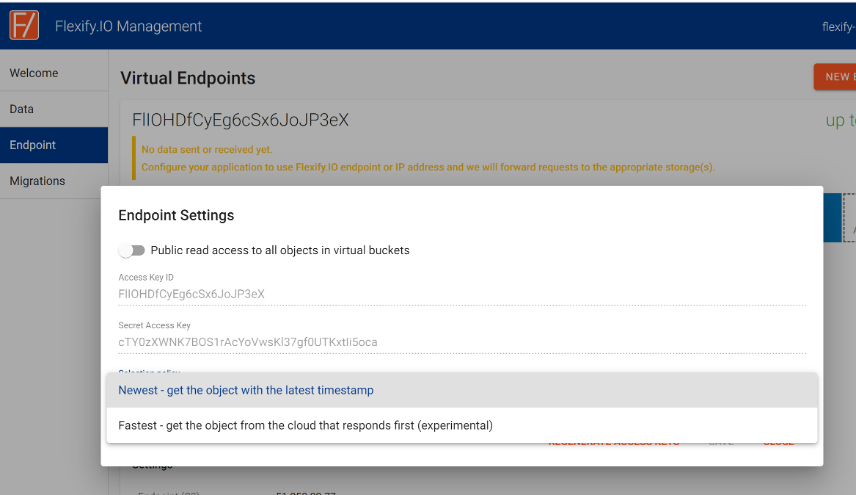 F/ Flexify.IO Management flexify-
Welcome
Virtual Endpoints
NEW E
Data
FlIOHDfCyEg6cSx6JoJP3eX
up to
Endpoint
No data sent or received yet.
Configure your application to use Flexify.IO endpoint or IP address and we will forward requests to the appropriate storage(s).
Migrations
Endpoint Settings
Public read access to all objects in virtual buckets
Access Key ID
FlIOHDfCyEg6cSx6JoJP3eX
Secret Access Key
cTY0zXWNK7BOS1rAcYoVwsKl37gf0UTKxtIi5oca
Selection policy
Newest - get the object with the latest timestamp
Fastest - get the object from the cloud that responds first (experimental)
REGENERATE ACCESS KEYS SAVE CLOSE
Settings